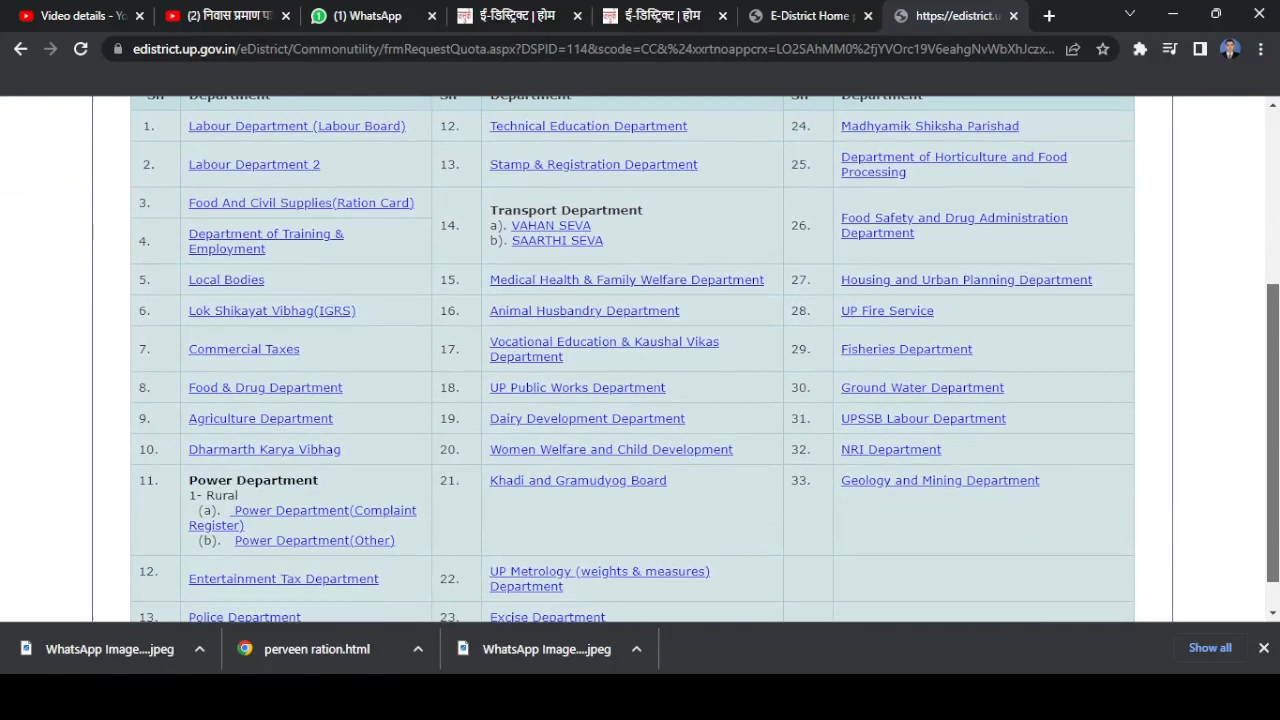 Video details - Yo
(2) निवास प्रमाण पत्
(1) WhatsApp
ई-डिस्ट्रिक्ट | होम
ई-डिस्ट्रिक्ट | होम
E-District Home p
https://edistrict.u
edistrict.up.gov.in/eDistrict/Commonutility/frmRequestQuota.aspx?DSPID=114&scode=CC&%24xxrtnoappcrx=LO2SAhMM0%2fjYVOrc19V6eahgNvWbXhJczx...
Sn Department Sn Department Sn Department
1. Labour Department (Labour Board) 12. Technical Education Department 24. Madhyamik Shiksha Parishad
2. Labour Department 2 13. Stamp & Registration Department 25. Department of Horticulture and Food
Processing
3. Food And Civil Supplies(Ration Card)
4. Department of Training &
Employment
14. Transport Department
a). VAHAN SEVA
b). SAARTHI SEVA
26. Food Safety and Drug Administration
Department
5. Local Bodies 15. Medical Health & Family Welfare Department 27. Housing and Urban Planning Department
6. Lok Shikayat Vibhag(IGRS) 16. Animal Husbandry Department 28. UP Fire Service
7. Commercial Taxes 17. Vocational Education & Kaushal Vikas
Department
29. Fisheries Department
8. Food & Drug Department 18. UP Public Works Department 30. Ground Water Department
9. Agriculture Department 19. Dairy Development Department 31. UPSSB Labour Department
10. Dharmarth Karya Vibhag 20. Women Welfare and Child Development 32. NRI Department
11. Power Department 21. Khadi and Gramudyog Board 33. Geology and Mining Department
1- Rural
(a). Power Department(Complaint
Register)
(b). Power Department(Other)
12. Entertainment Tax Department 22. UP Metrology (weights & measures)
Department
13. Police Department 23. Excise Department
WhatsApp Image....jpeg
perveen ration.html
WhatsApp Image....jpeg
Show all